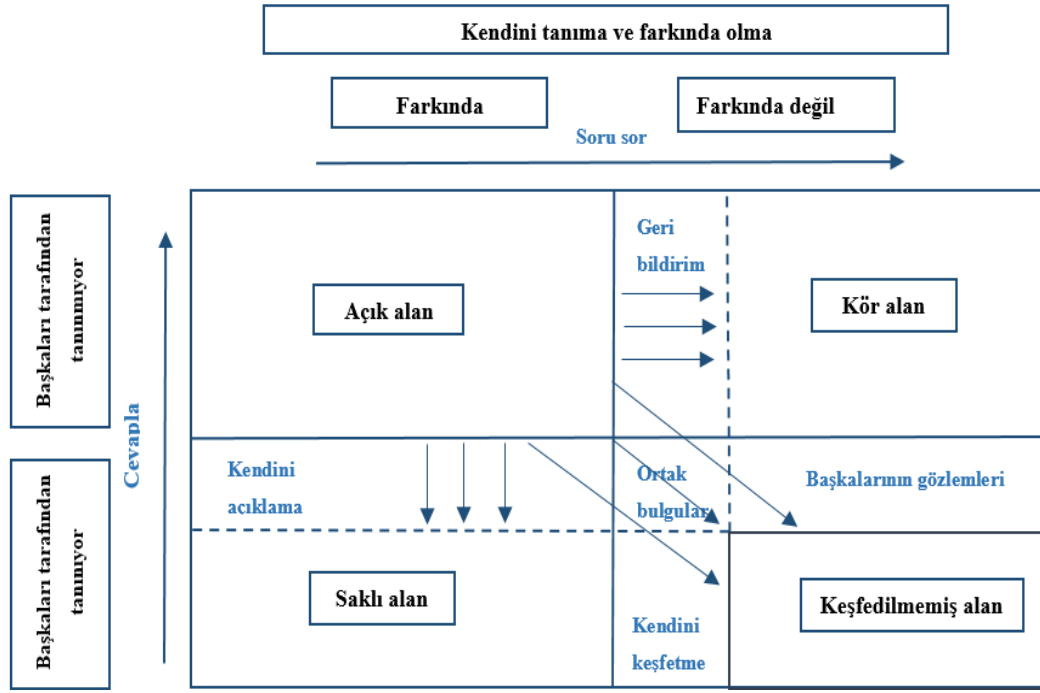 Kendini tanıma ve farkında olma
Farkında
Farkında değil
Soru sor
Başkaları tarafından
tanınmıyor
Cevapla
Geri
bildirim
Açık alan
Kör alan
Başkaları tarafından
tanınıyor
Kendini
açıklama
Ortak
bulgular
Başkalarının gözlemleri
Saklı alan
Keşfedilmemiş alan
Kendini
keşfetme